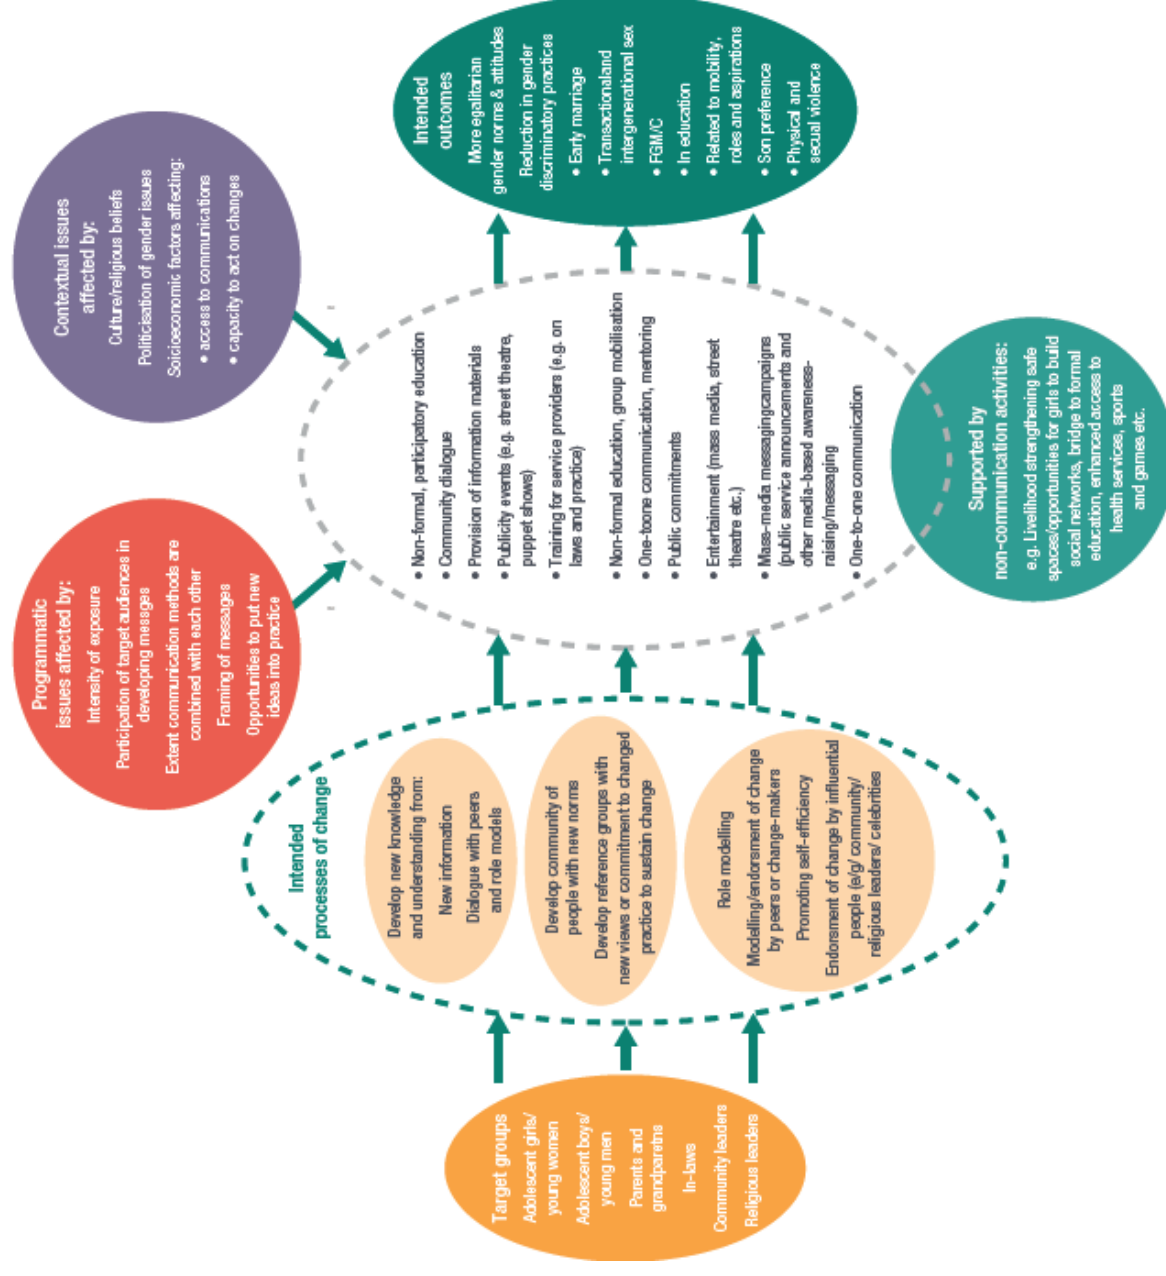 Target groups
Adolescent girls/
young women
Adolescent boys/
young men
Parents and
grandparetns
In-laws
Community leaders
Religious leaders
Intended
processes of change
Develop new knowledge
and understanding from:
New information
Dialogue with peers
and role models
Develop community of
people with new norms
Develop reference groups with
new views or commitment to changed
practice to sustain change
Role modelling
Modelling/endorsment of change
by peers or change-makers
Promoting self-efficiency
Endorsment of change by influential
people (e/g/ community/
religious leaders/ celebrities
Programmatic
issues affected by:
Intensity of exposure
Participation of target audiences in
developing messges
Extent communication methods are
combined with each other
Framing of messages
Opportunities to put new
ideas into practice
Contextual issues
affected by:
Culture/religious beliefs
Politicisation of gender issues
Soicioeconomic factors affecting:
• access to communications
• capacity to act on changes
• Non-formal, participatory education
• Community dialogue
• Provision of information materials
• Publicity events (e.g. street theatre,
puppet shows)
• Training for service providers (e.g. on
laws and practice)
• Non-formal education, group mobilisation
• One-toone communication, mentoring
• Public commitments
• Entertainment (mass media, street
theatre etc.)
• Mass-media messagingcampaigns
(public service announcements and
other media-based awareness-
raising/messaging
• One-to-one communication
Supported by
non-communication activities:
e.g. Livelihood strengthening safe
spaces/opportunities for girls to build
social networks, bridge to formal
education, enhanced access to
health services, sports
and games etc.
Intended
outcomes
More egalitarian
gender norms & attitudes
Reduction in gender
discriminatory practices
• Early marriage
• Transactionaland
intergenerational sex
• FGM/C
• In education
• Related to mobility,
roles and aspirations
• Son preference
• Physical and
secual violence